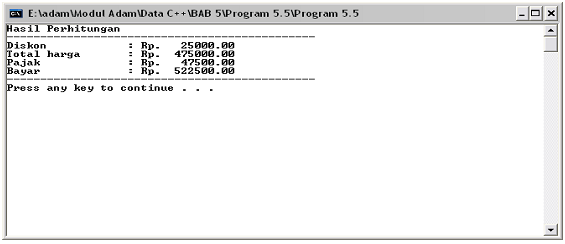 E:\adam\Modul Adam\Data C++\BAB 5\Program 5.5\Program 5.5
Hasil Perhitungan
--------------------------------------------
Diskon : Rp. 25000.00
Total harga : Rp. 475000.00
Pajak : Rp. 47500.00
Bayar : Rp. 522500.00
--------------------------------------------
Press any key to continue . . .